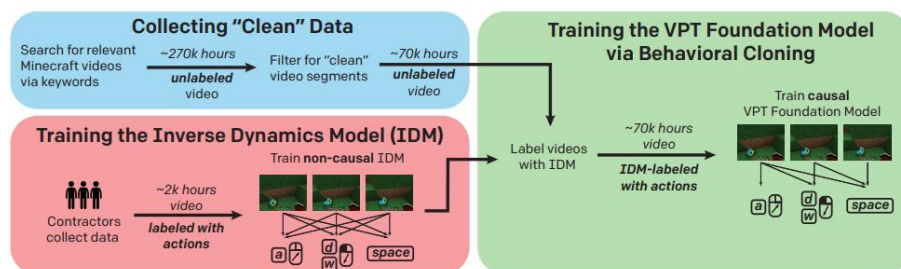 Collecting “Clean” Data
Search for relevant
Minecraft videos
via keywords
~270k hours
unlabeled
video
Filter for “clean”
video segments
~70k hours
unlabeled
video
Training the Inverse Dynamics Model (IDM)
Contractors
collect data
~2k hours
video
labeled with
actions
Train non-causal IDM
a
d
w
space
Training the VPT Foundation Model
via Behavioral Cloning
Label videos
with IDM
~70k hours
video
IDM-labeled
with actions
Train causal
VPT Foundation Model
a
d
w
space